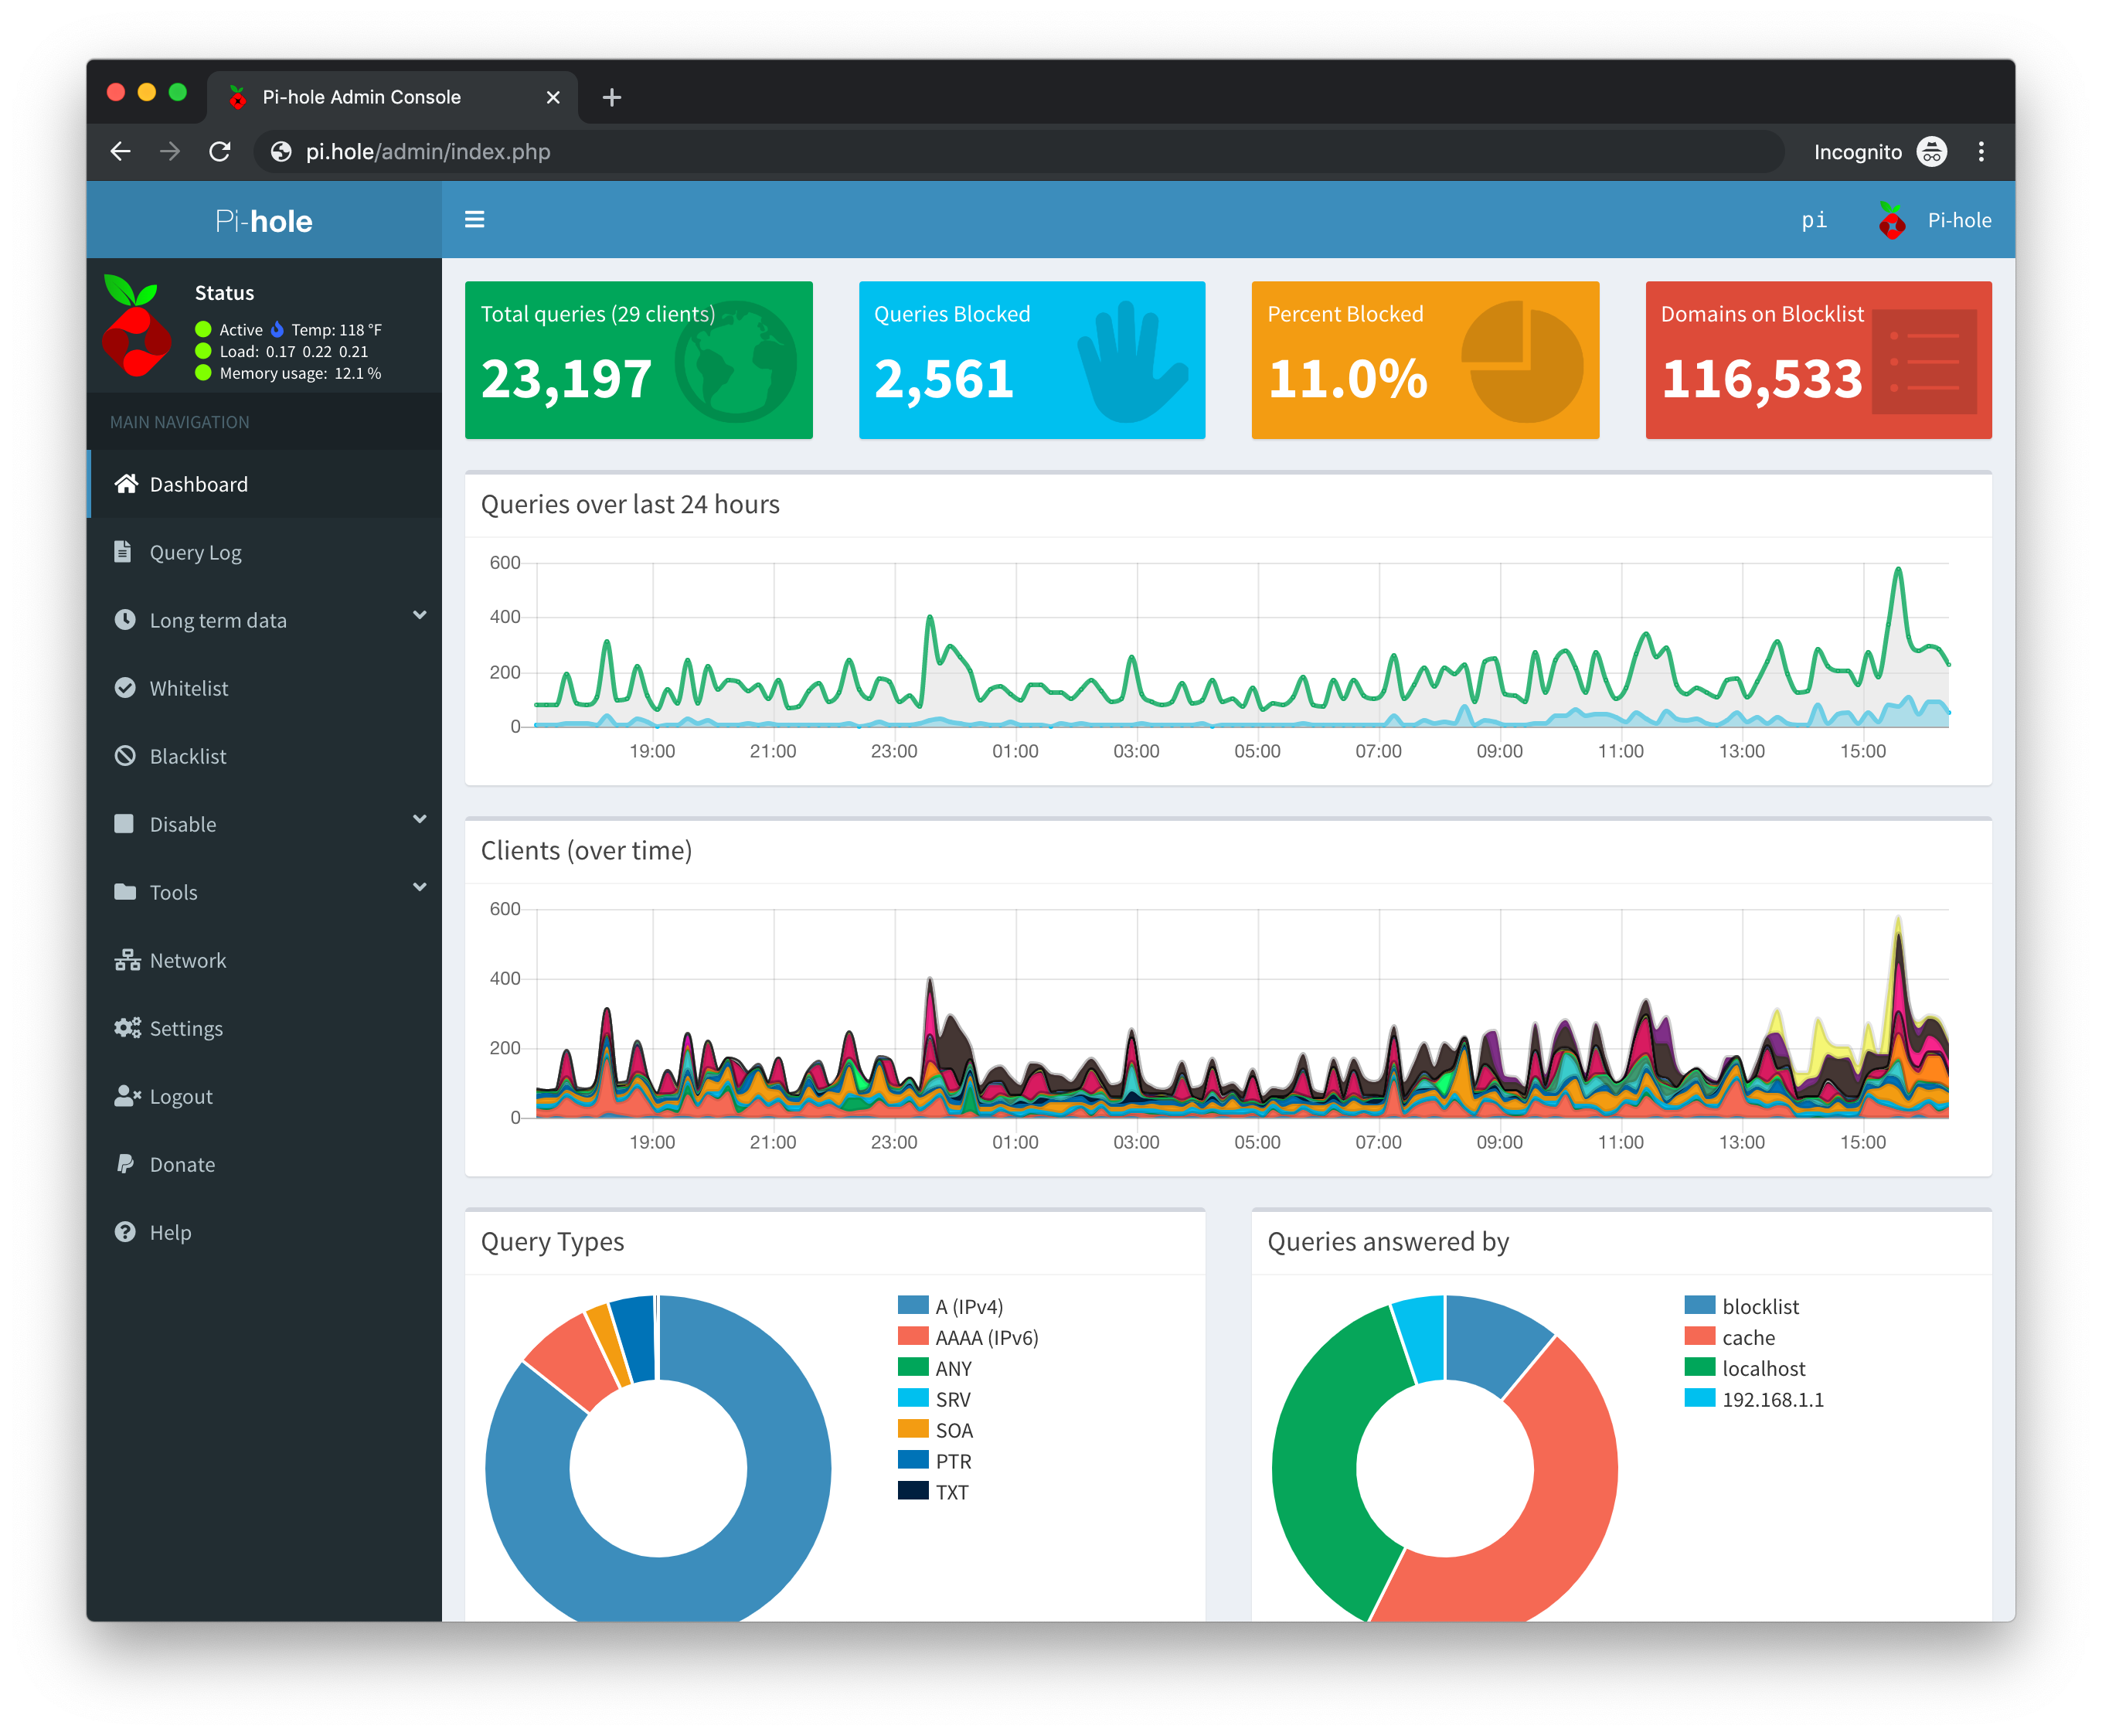 Pi-hole Admin Console
pi.hole/admin/index.php
Incognito
Pi-hole
pi
Pi-hole
Status
Active Temp: 118 °F
Load: 0.17 0.22 0.21
Memory usage: 12.1 %
MAIN NAVIGATION
Dashboard
Query Log
Long term data
Whitelist
Blacklist
Disable
Tools
Network
Settings
Logout
Donate
Help
Total queries (29 clients)
23,197
Queries Blocked
2,561
Percent Blocked
11.0%
Domains on Blocklist
116,533
Queries over last 24 hours
600
400
200
0
19:00 21:00 23:00 01:00 03:00 05:00 07:00 09:00 11:00 13:00 15:00
Clients (over time)
600
400
200
0
19:00 21:00 23:00 01:00 03:00 05:00 07:00 09:00 11:00 13:00 15:00
Query Types
A (IPv4)
AAAA (IPv6)
ANY
SRV
SOA
PTR
TXT
Queries answered by
blocklist
cache
localhost
192.168.1.1